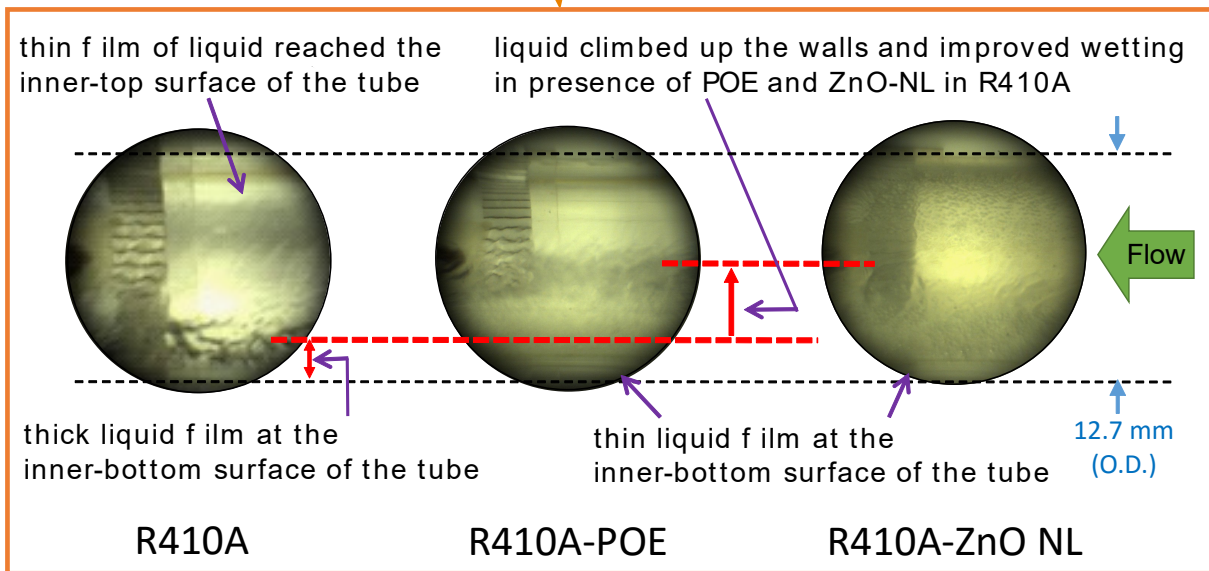 thin f ilm of liquid reached the
inner-top surface of the tube
liquid climbed up the walls and improved wetting
in presence of POE and ZnO-NL in R410A
Flow
thick liquid f ilm at the
inner-bottom surface of the tube
thin liquid f ilm at the
inner-bottom surface of the tube
12.7 mm
(O.D.)
R410A
R410A-POE
R410A-ZnO NL